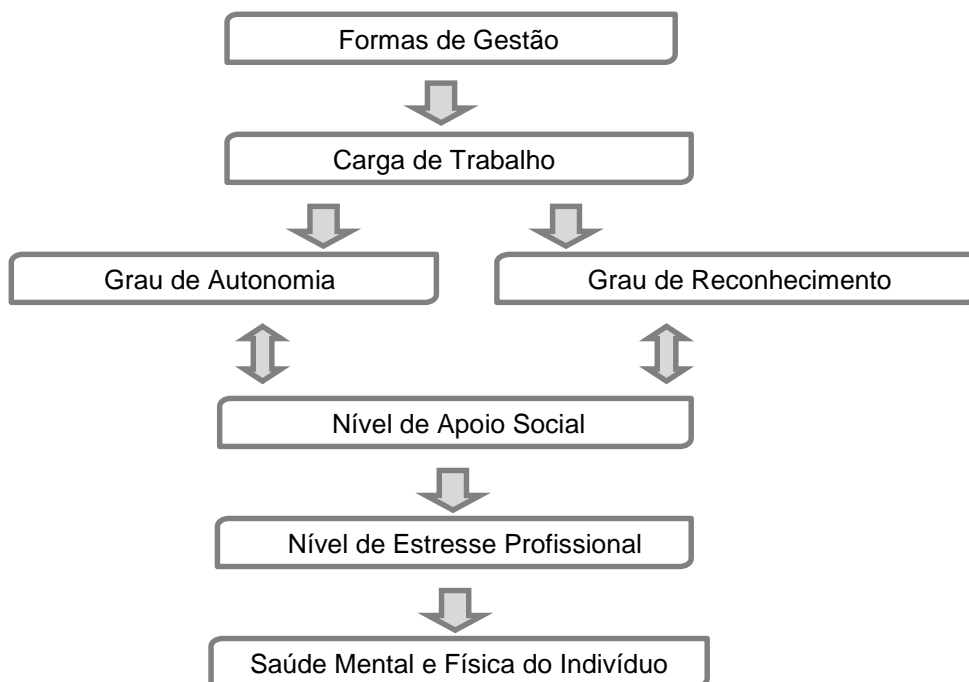 Formas de Gestão
Carga de Trabalho
Grau de Autonomia
Grau de Reconhecimento
Nível de Apoio Social
Nível de Estresse Profissional
Saúde Mental e Física do Indivíduo